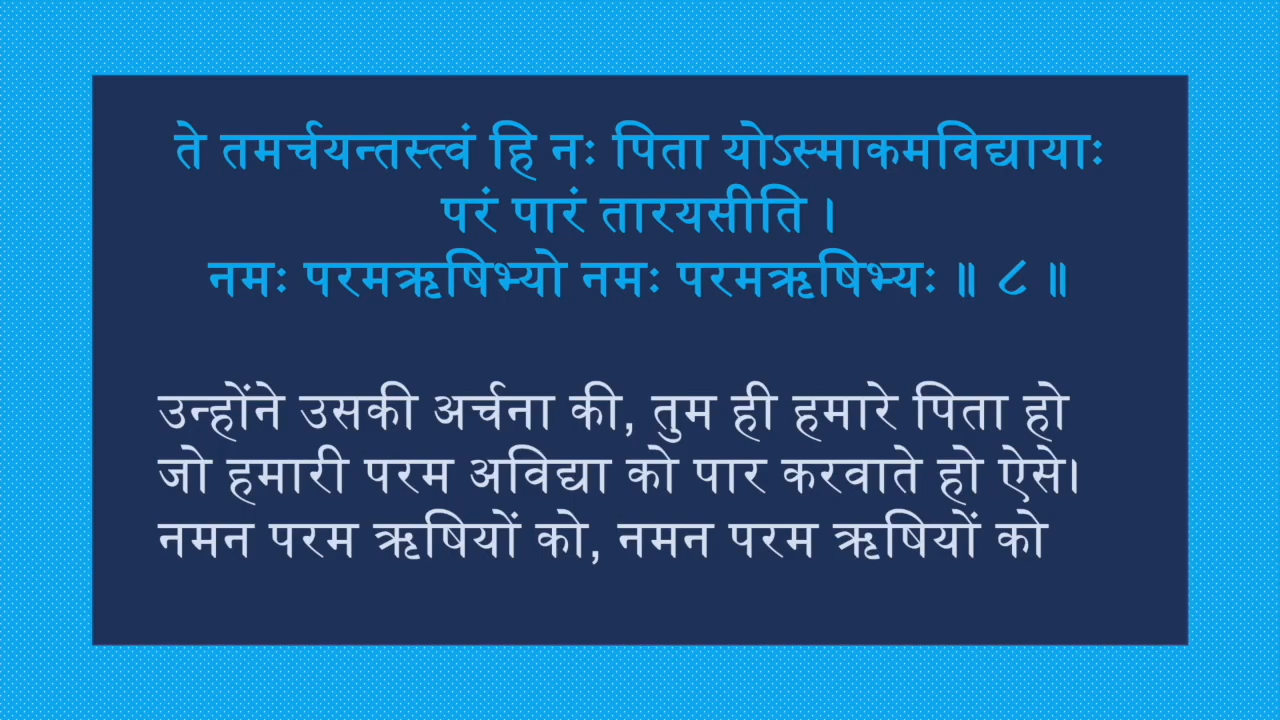 ते तमर्चयन्तस्त्वं हि नः पिता योऽस्माकमविद्यायाः
परं पारं तारयसीति ।
नमः परमऋषिभ्यो नमः परमऋषिभ्यः ॥ ८ ॥
उन्होंने उसकी अर्चना की, तुम ही हमारे पिता हो
जो हमारी परम अविद्या को पार करवाते हो ऐसे।
नमन परम ऋषियों को, नमन परम ऋषियों को